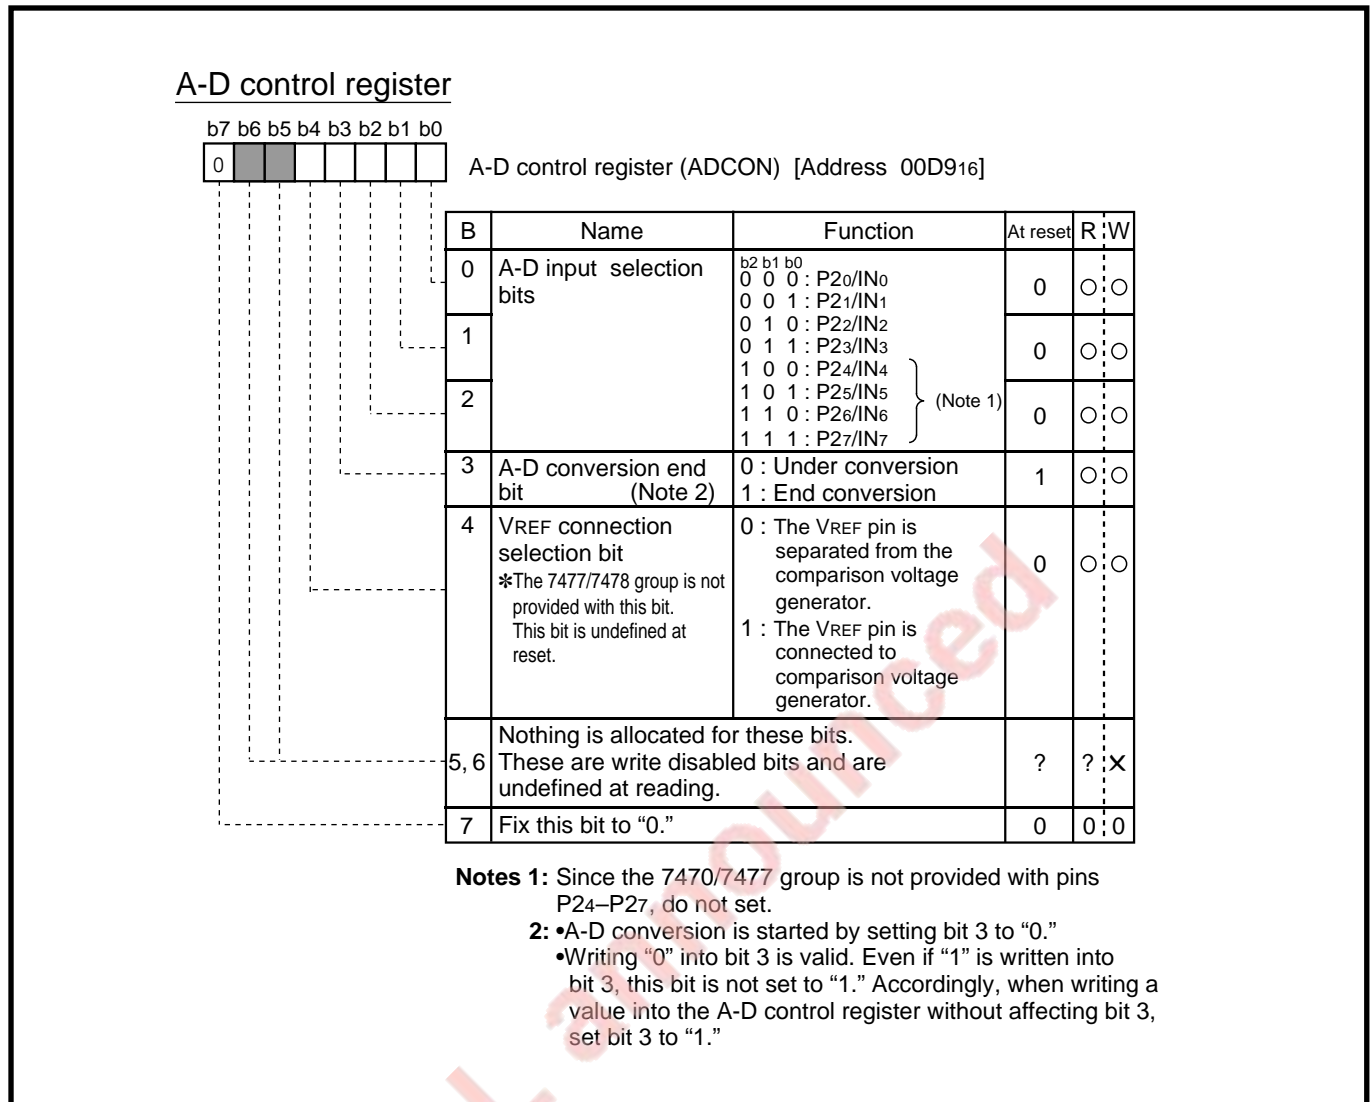 A-D control register
b7 b6 b5 b4 b3 b2 b1 b0
0
A-D control register (ADCON) [Address 00D916]
B Name Function At reset R W
0 A-D input selection bits
b2 b1 b0
0 0 0 : P20/IN0
0 0 1 : P21/IN1
0 1 0 : P22/IN2
0 1 1 : P23/IN3
1 0 0 : P24/IN4
1 0 1 : P25/IN5
1 1 0 : P26/IN6
1 1 1 : P27/IN7
(Note 1)
0 ○ ○
1
0 ○ ○
2
0 ○ ○
3 A-D conversion end
bit (Note 2)
0 : Under conversion
1 : End conversion
1 ○ ○
4 VREF connection
selection bit
✽The 7477/7478 group is not
provided with this bit.
This bit is undefined at
reset.
0 : The VREF pin is
separated from the
comparison voltage
generator.
1 : The VREF pin is
connected to
comparison voltage
generator.
0 ○ ○
5, 6
Nothing is allocated for these bits.
These are write disabled bits and are
undefined at reading.
? ? ×
7 Fix this bit to “0.” 0 0 0
Notes 1: Since the 7470/7477 group is not provided with pins
P24–P27, do not set.
2: •A-D conversion is started by setting bit 3 to “0.”
•Writing “0” into bit 3 is valid. Even if “1” is written into
bit 3, this bit is not set to “1.” Accordingly, when writing a
value into the A-D control register without affecting bit 3,
set bit 3 to “1.”
announced